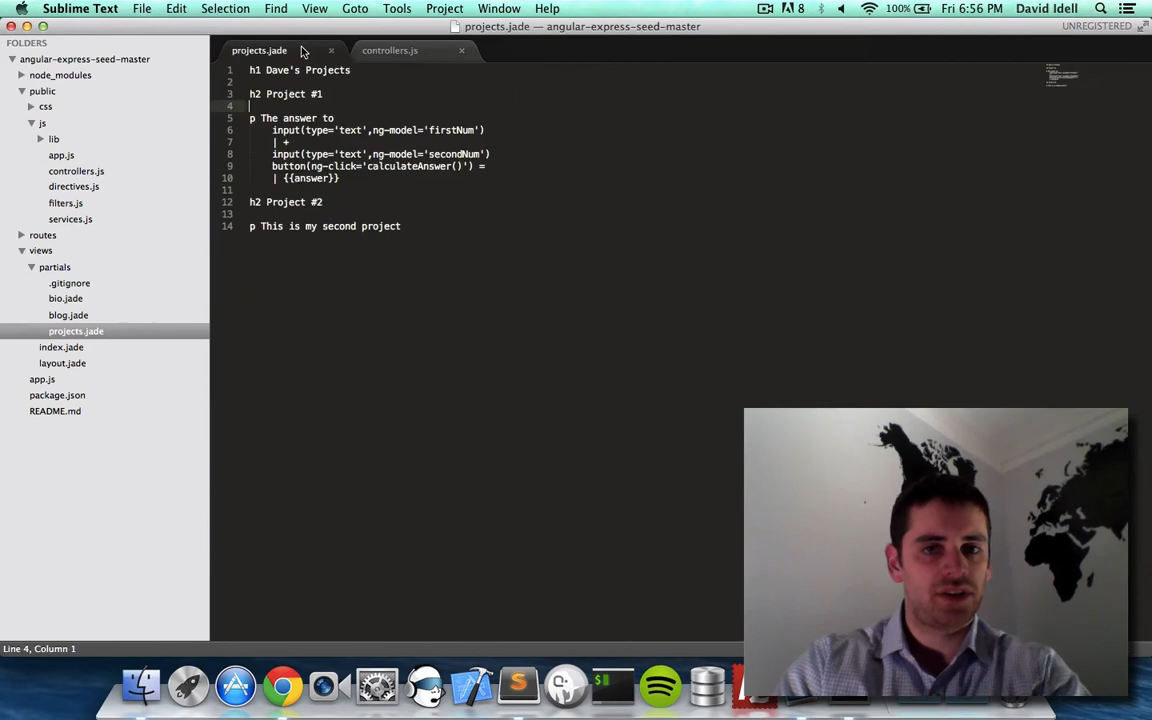 Sublime Text File Edit Selection Find View Goto Tools Project Window Help 8 100% Fri 6:56 PM David Idell
projects.jade — angular-express-seed-master UNREGISTERED
FOLDERS
angular-express-seed-master
node_modules
public
css
js
lib
app.js
controllers.js
directives.js
filters.js
services.js
routes
views
partials
.gitignore
bio.jade
blog.jade
projects.jade
index.jade
layout.jade
app.js
package.json
README.md
projects.jade × controllers.js ×
1 h1 Dave's Projects
2
3 h2 Project #1
4
5 p The answer to
6 input(type='text',ng-model='firstNum')
7 | +
8 input(type='text',ng-model='secondNum')
9 button(ng-click='calculateAnswer()') =
10 | {{answer}}
11
12 h2 Project #2
13
14 p This is my second project
Line 4, Column 1